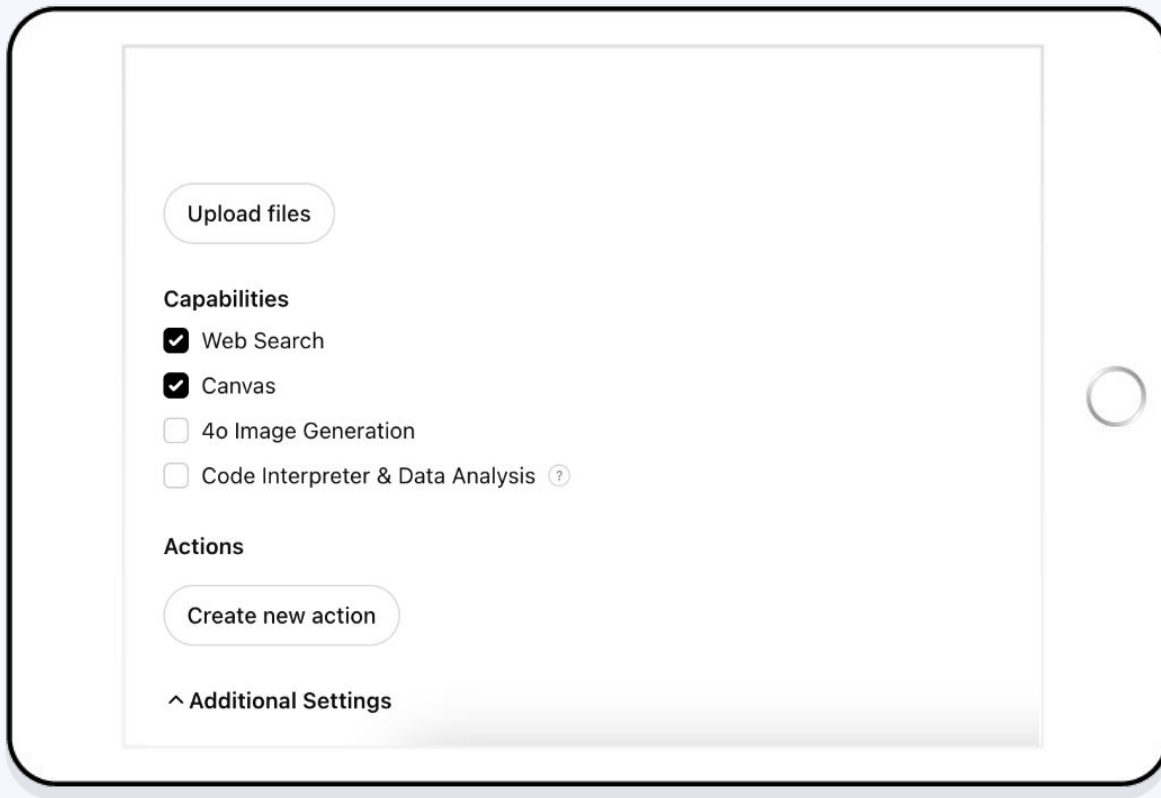 Upload files
Capabilities
Web Search
Canvas
4o Image Generation
Code Interpreter & Data Analysis ?
Actions
Create new action
Additional Settings